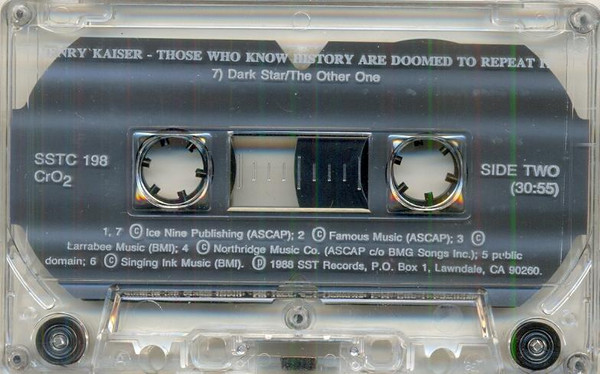 ENRY KAISER - THOSE WHO KNOW HISTORY ARE DOOMED TO REPEAT I
7) Dark Star/The Other One
SSTC 198
CrO2
SIDE TWO
(30:55)
1, 7 Ⓒ Ice Nine Publishing (ASCAP); 2 Ⓒ Famous Music (ASCAP); 3 Ⓒ
Larrabee Music (BMI); 4 Ⓒ Northridge Music Co. (ASCAP c/o BMG Songs Inc.); 5 public
domain; 6 Ⓒ Singing Ink Music (BMI). Ⓟ 1988 SST Records, P.O. Box 1, Lawndale, CA 90260.